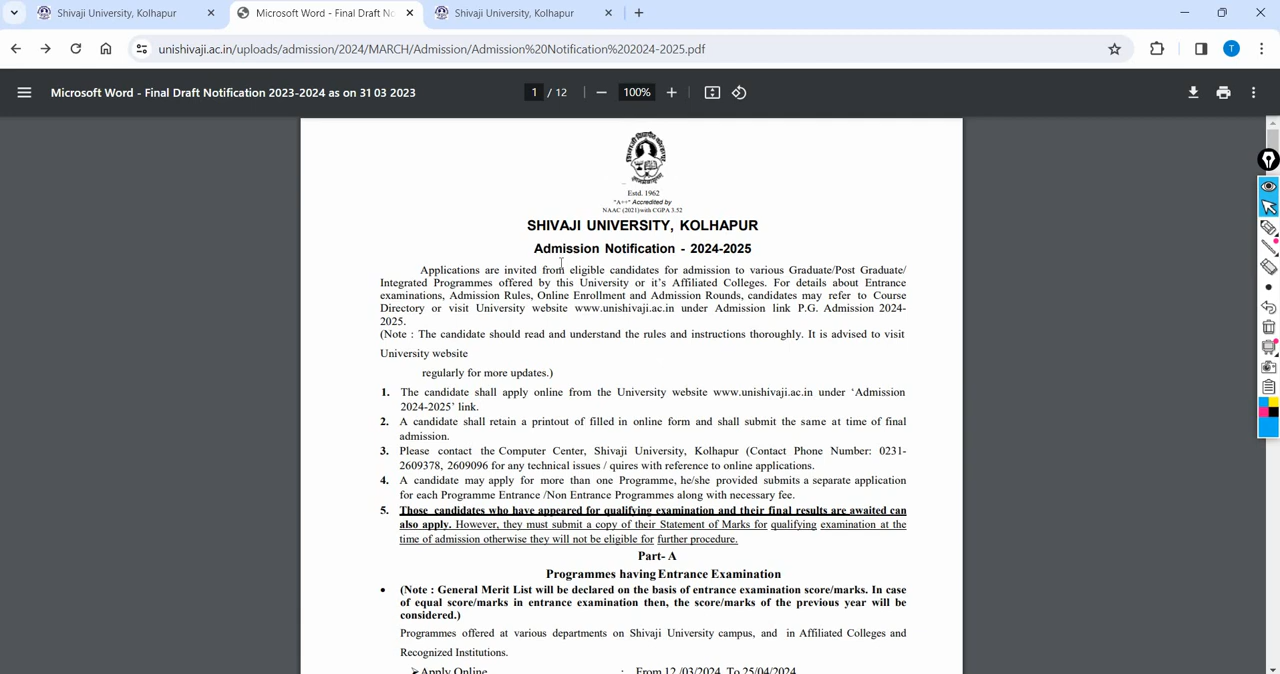 Shivaji University, Kolhapur
Microsoft Word - Final Draft No
Shivaji University, Kolhapur
unishivaji.ac.in/uploads/admission/2024/MARCH/Admission/Admission%20Notification%202024-2025.pdf
T
Microsoft Word - Final Draft Notification 2023-2024 as on 31 03 2023
1 / 12
100%
Estd. 1962
"A++" Accredited by
NAAC (2021) with CGPA 3.52
SHIVAJI UNIVERSITY, KOLHAPUR
Admission Notification - 2024-2025
Applications are invited from eligible candidates for admission to various Graduate/Post Graduate/
Integrated Programmes offered by this University or it's Affiliated Colleges. For details about Entrance
examinations, Admission Rules, Online Enrollment and Admission Rounds, candidates may refer to Course
Directory or visit University website www.unishivaji.ac.in under Admission link P.G. Admission 2024-
2025.
(Note : The candidate should read and understand the rules and instructions thoroughly. It is advised to visit
University website
regularly for more updates.)
1. The candidate shall apply online from the University website www.unishivaji.ac.in under ‘Admission
2024-2025’ link.
2. A candidate shall retain a printout of filled in online form and shall submit the same at time of final
admission.
3. Please contact the Computer Center, Shivaji University, Kolhapur (Contact Phone Number: 0231-
2609378, 2609096 for any technical issues / quires with reference to online applications.
4. A candidate may apply for more than one Programme, he/she provided submits a separate application
for each Programme Entrance /Non Entrance Programmes along with necessary fee.
5. Those candidates who have appeared for qualifying examination and their final results are awaited can
also apply. However, they must submit a copy of their Statement of Marks for qualifying examination at the
time of admission otherwise they will not be eligible for further procedure.
Part- A
Programmes having Entrance Examination
• (Note : General Merit List will be declared on the basis of entrance examination score/marks. In case
of equal score/marks in entrance examination then, the score/marks of the previous year will be
considered.)
Programmes offered at various departments on Shivaji University campus, and in Affiliated Colleges and
Recognized Institutions.
➢Apply Online : From 12 /03/2024 To 25/04/2024